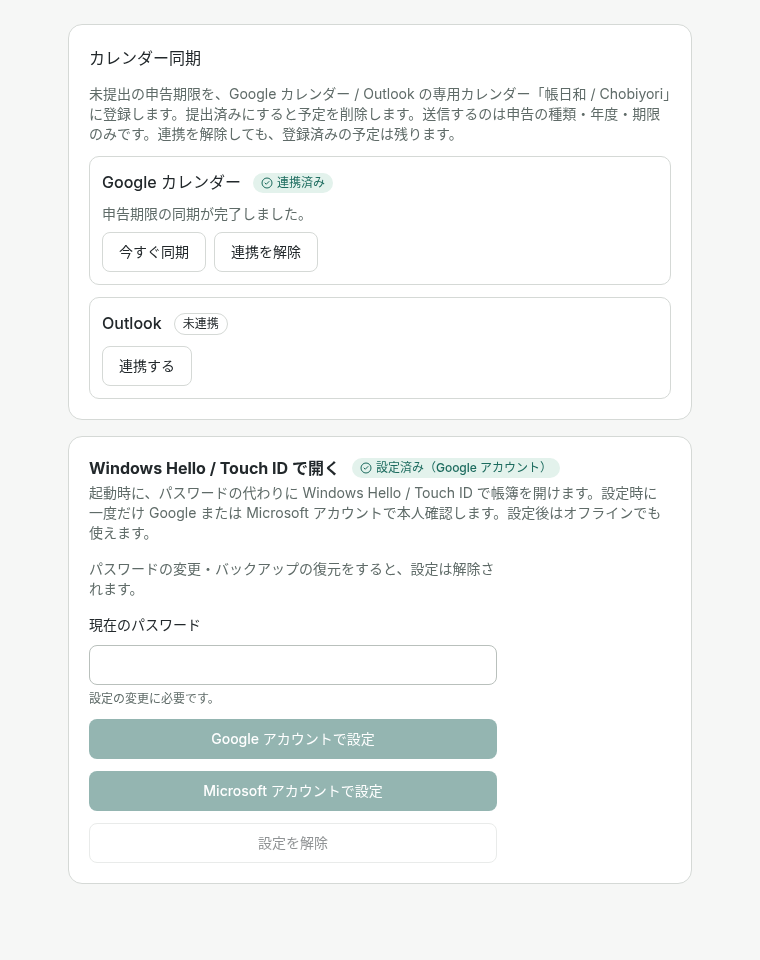 カレンダー同期
未提出の申告期限を、Google カレンダー / Outlook の専用カレンダー「帳日和 / Chobiyori」
に登録します。提出済みにすると予定を削除します。送信するのは申告の種類・年度・期限
のみです。連携を解除しても、登録済みの予定は残ります。
Google カレンダー 連携済み
申告期限の同期が完了しました。
今すぐ同期 連携を解除
Outlook 未連携
連携する
Windows Hello / Touch ID で開く 設定済み（Google アカウント）
起動時に、パスワードの代わりに Windows Hello / Touch ID で帳簿を開けます。設定時に
一度だけ Google または Microsoft アカウントで本人確認します。設定後はオフラインでも
使えます。
パスワードの変更・バックアップの復元をすると、設定は解除さ
れます。
現在のパスワード
設定の変更に必要です。
Google アカウントで設定
Microsoft アカウントで設定
設定を解除